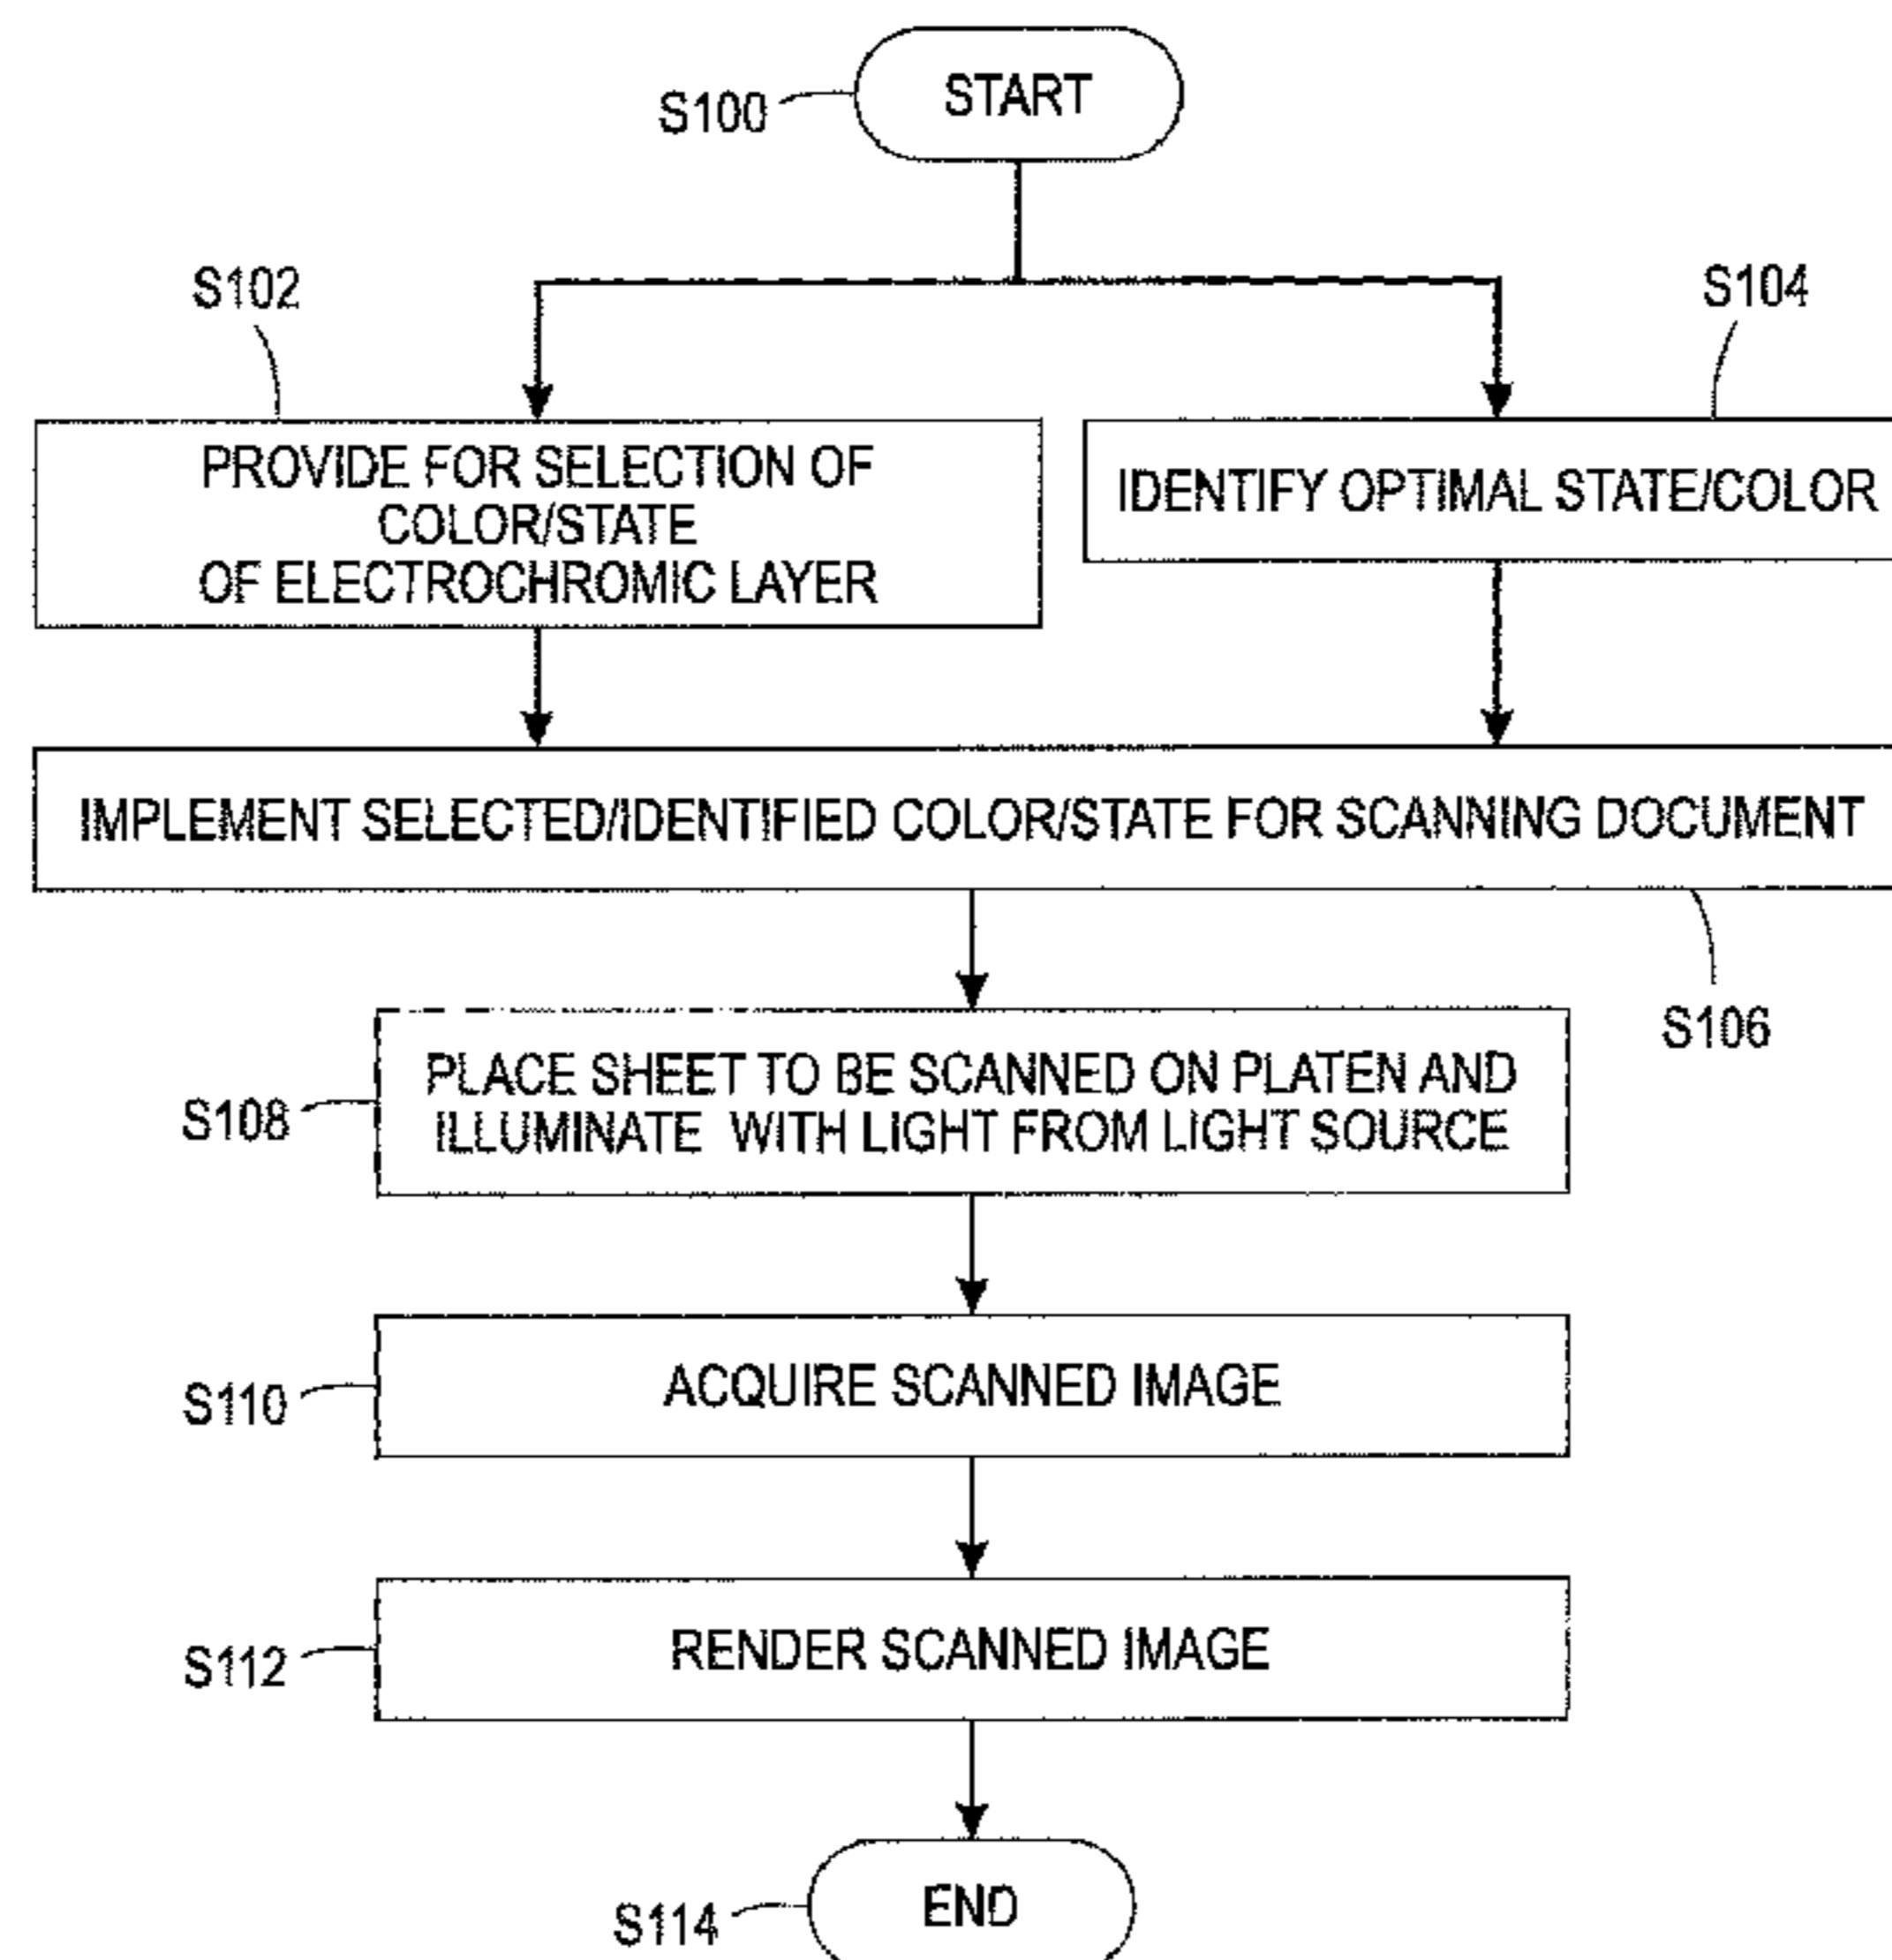 START
S100
S102
S104
PROVIDE FOR SELECTION OF
COLOR/STATE
OF ELECTROCHROMIC LAYER
IDENTIFY OPTIMAL STATE/COLOR
IMPLEMENT SELECTED/IDENTIFIED COLOR/STATE FOR SCANNING DOCUMENT
S106
PLACE SHEET TO BE SCANNED ON PLATEN AND
ILLUMINATE WITH LIGHT FROM LIGHT SOURCE
S108
ACQUIRE SCANNED IMAGE
S110
RENDER SCANNED IMAGE
S112
END
S114